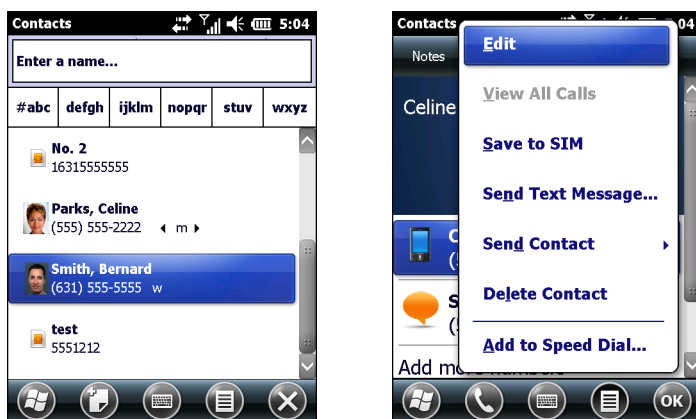 Contacts 5:04
Enter a name...
#abc defgh ijklm nopqr stuv wxyz
No. 2
16315555555
Parks, Celine
(555) 555-2222 m
Smith, Bernard
(631) 555-5555 w
test
5551212
Contacts 04
Notes
Celine
Edit
View All Calls
Save to SIM
Send Text Message...
Send Contact
Delete Contact
Add to Speed Dial...
C
(
S
(
Add mo
OK